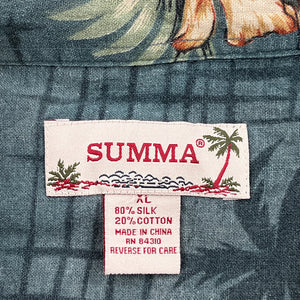 SUMMA®
XL
80% SILK
20% COTTON
MADE IN CHINA
RN 84310
REVERSE FOR CARE